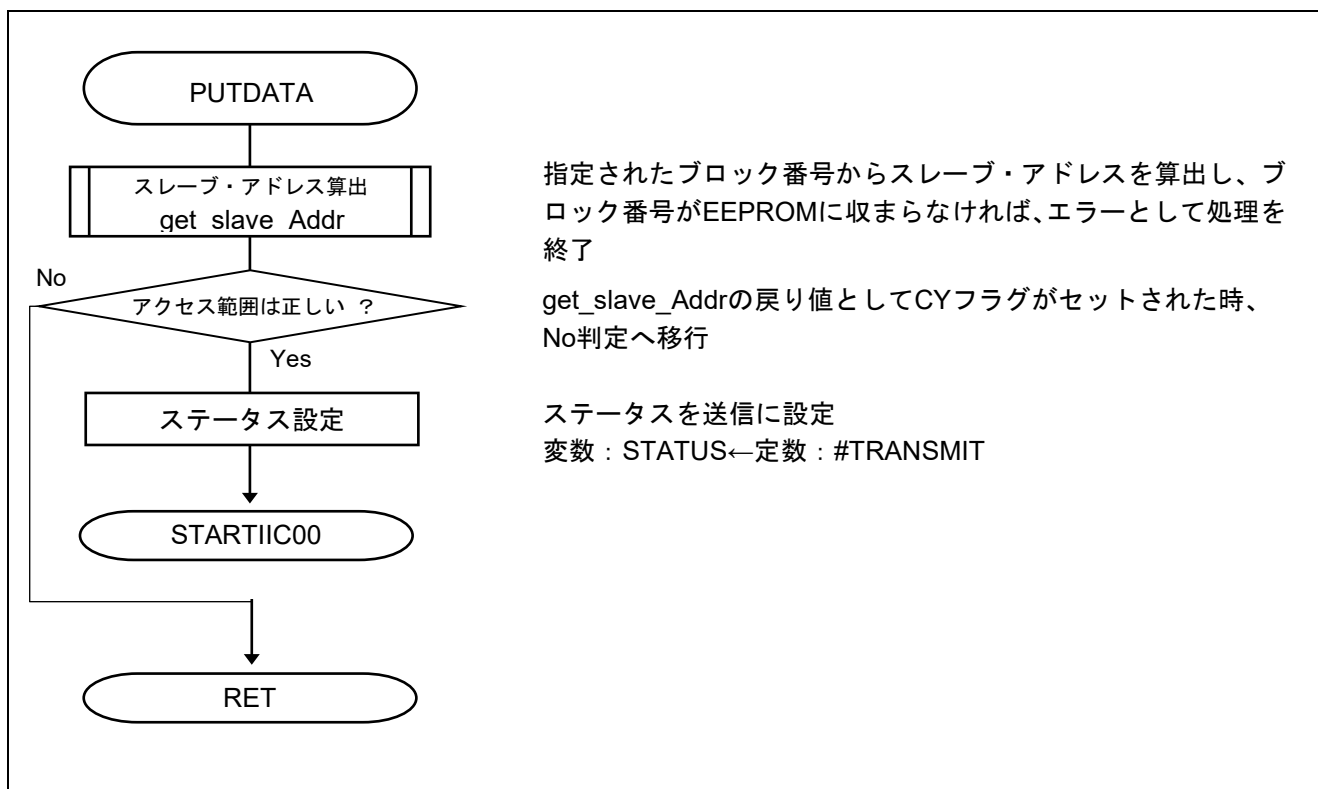 PUTDATA
スレーブ・アドレス算出
get_slave_Addr
指定されたブロック番号からスレーブ・アドレスを算出し、ブ
ロック番号がEEPROMに収まらなければ、エラーとして処理を
終了
No
アクセス範囲は正しい ?
get_slave_Addrの戻り値としてCYフラグがセットされた時、
No判定へ移行
Yes
ステータス設定
ステータスを送信に設定
変数:STATUS←定数:#TRANSMIT
STARTIIC00
RET